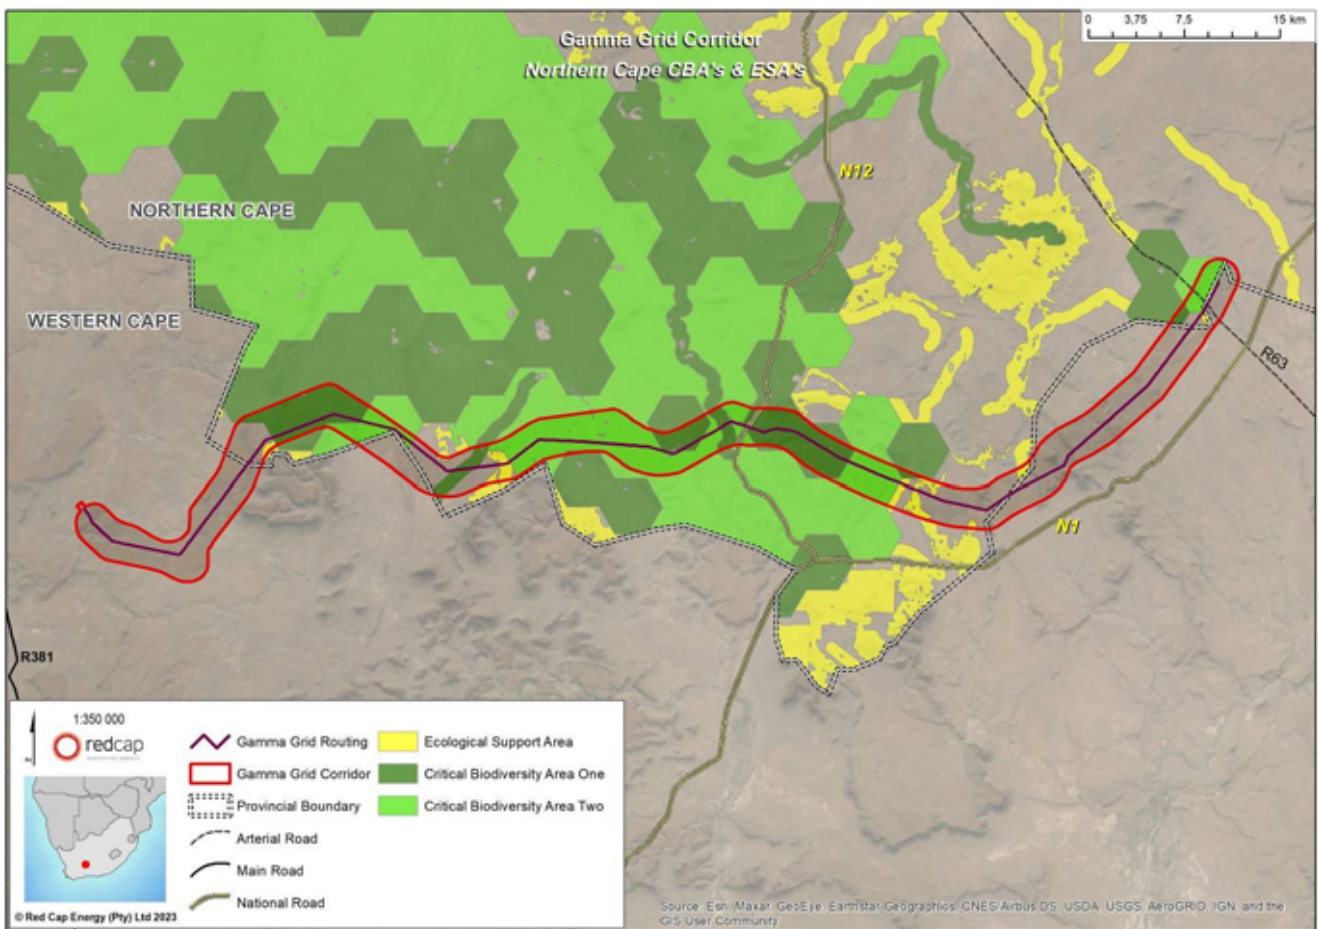 Gamma Grid Corridor
Northern Cape CBA's & ESA's
0 3,75 7,5 15 km
N12
NORTHERN CAPE
WESTERN CAPE
R63
N1
R381
1:350 000
redcap
Gamma Grid Routing
Gamma Grid Corridor
Provincial Boundary
Arterial Road
Main Road
National Road
Ecological Support Area
Critical Biodiversity Area One
Critical Biodiversity Area Two
© Red Cap Energy (Pty) Ltd 2023
Source: Esri, Maxar, GeoEye, Earthstar Geographics, CNES/Airbus DS, USDA, USGS, AeroGRID, IGN, and the
GIS User Community